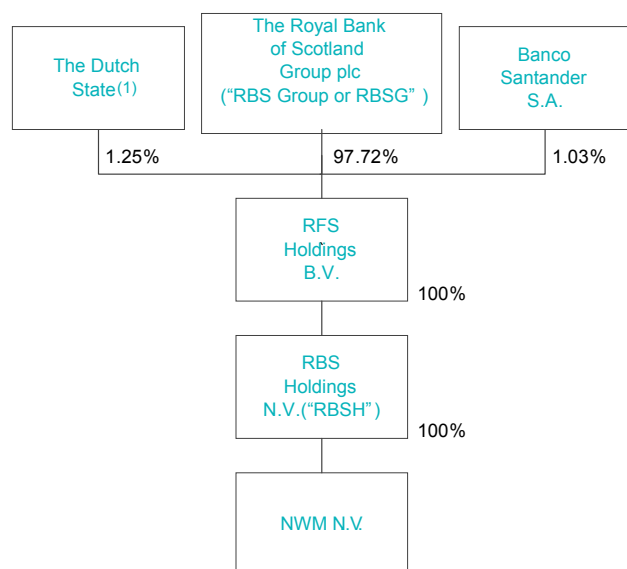 The Dutch
State(1)
The Royal Bank
of Scotland
Group plc
(“RBS Group or RBSG” )
Banco
Santander
S.A.
1.25%
97.72%
1.03%
RFS
Holdings
B.V.
100%
RBS
Holdings
N.V.(“RBSH” )
100%
NWM N.V.